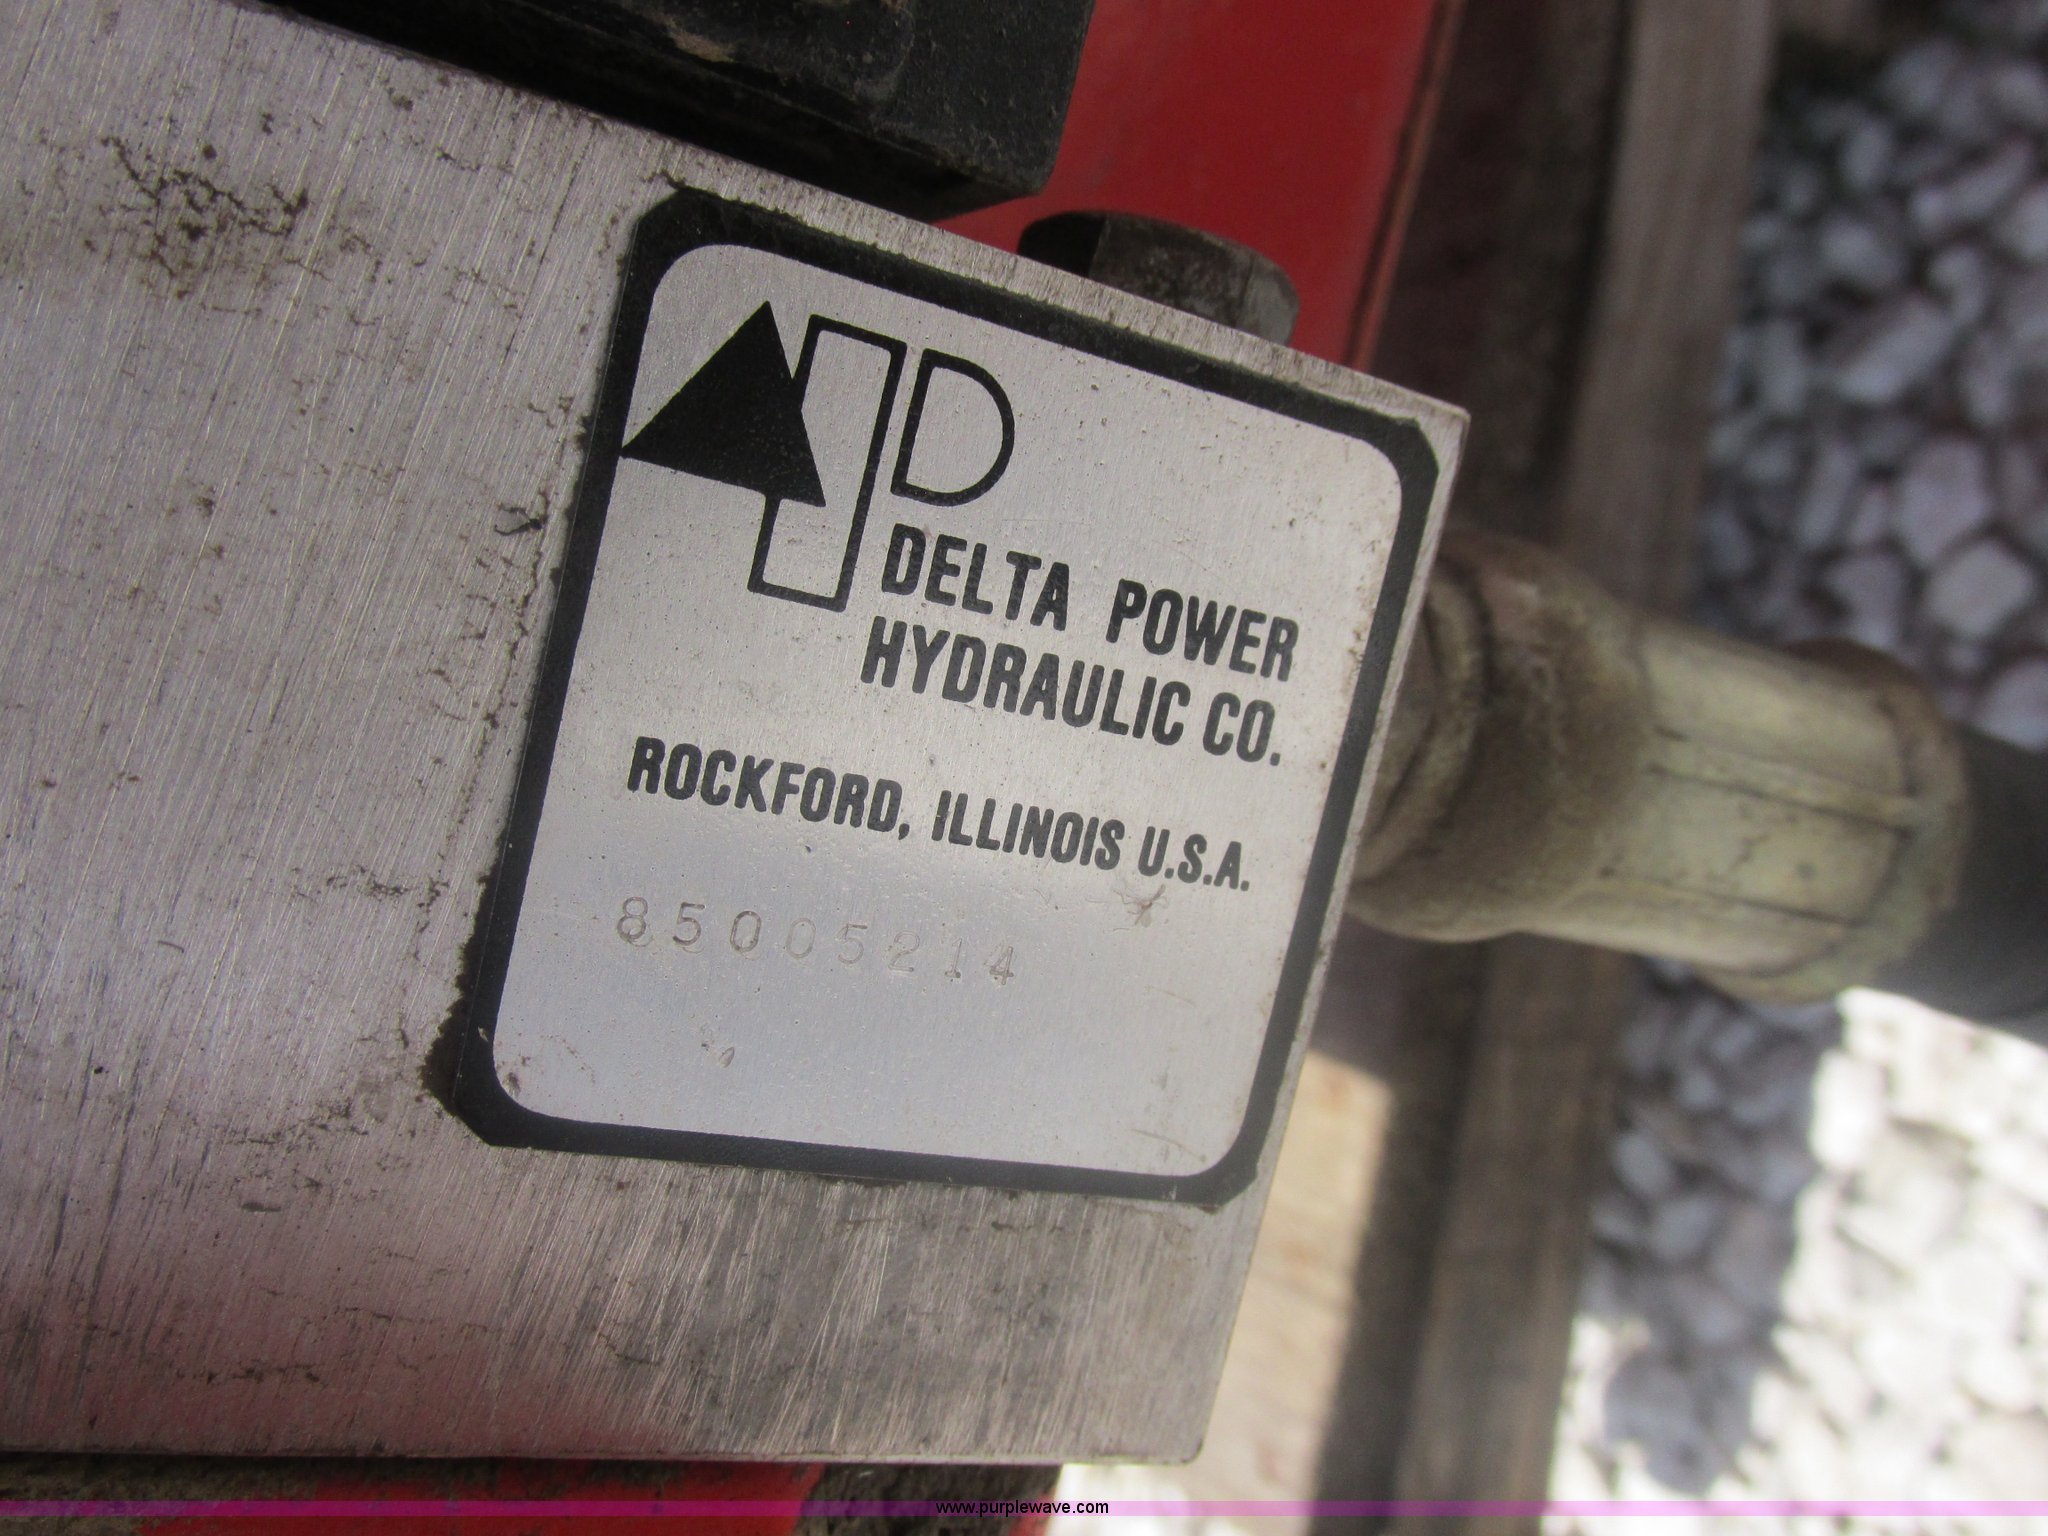 D
DELTA POWER
HYDRAULIC CO.
ROCKFORD, ILLINOIS U.S.A.
85005214
www.purplewave.com